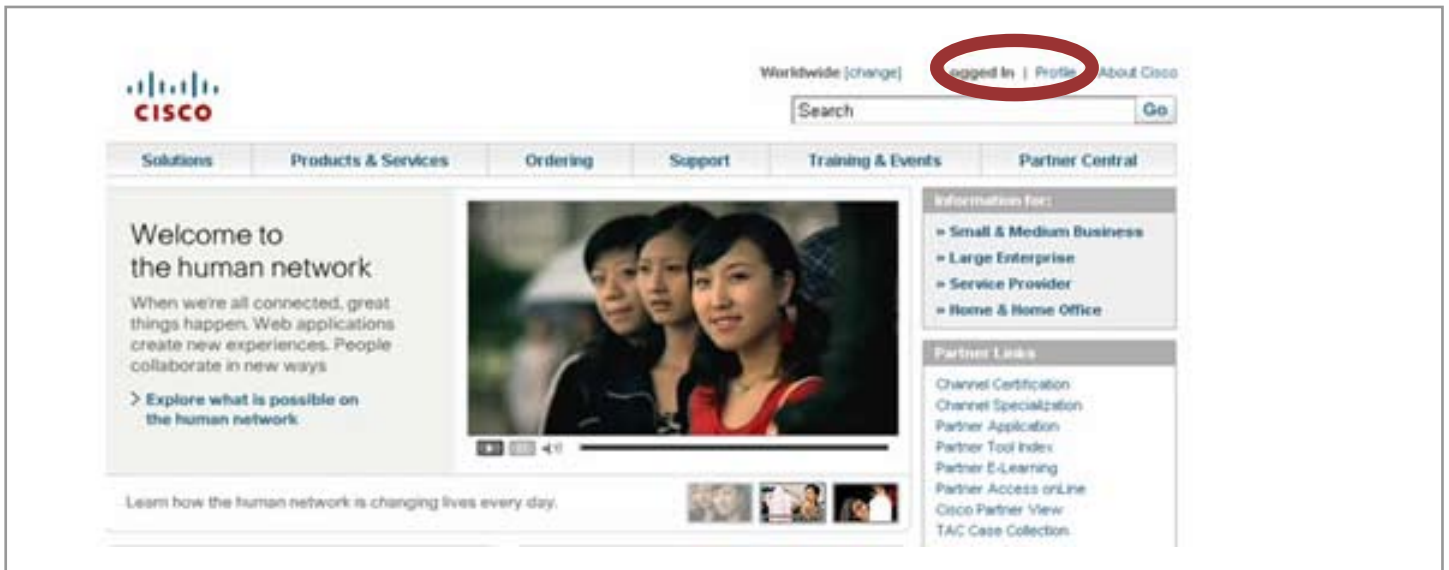 Worldwide [change] Logged In | Profile | About Cisco
CISCO
Search Go
Solutions Products & Services Ordering Support Training & Events Partner Central
Welcome to
the human network
When we're all connected, great
things happen. Web applications
create new experiences. People
collaborate in new ways
> Explore what is possible on
the human network
Learn how the human network is changing lives every day.
Information for:
» Small & Medium Business
» Large Enterprise
» Service Provider
» Home & Home Office
Partner Links
Channel Certification
Channel Specialization
Partner Application
Partner Tool Index
Partner E-Learning
Partner Access onLine
Cisco Partner View
TAC Case Collection